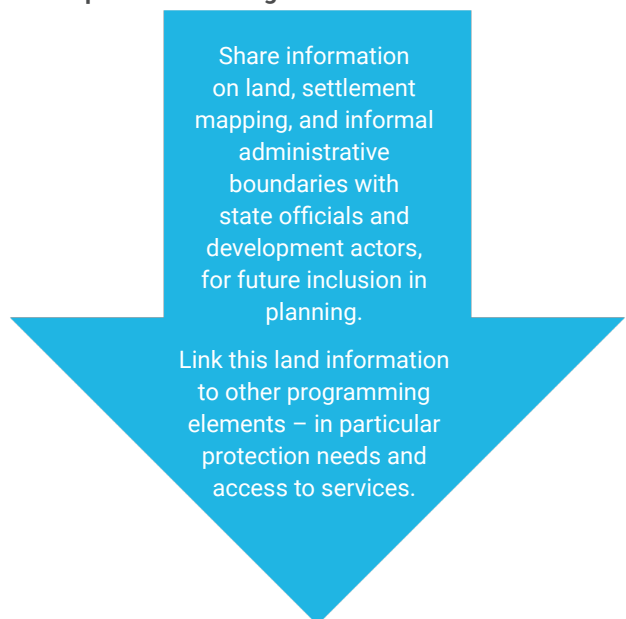 Share information
on land, settlement
mapping, and informal
administrative
boundaries with
state officials and
development actors,
for future inclusion in
planning.
Link this land information
to other programming
elements – in particular
protection needs and
access to services.